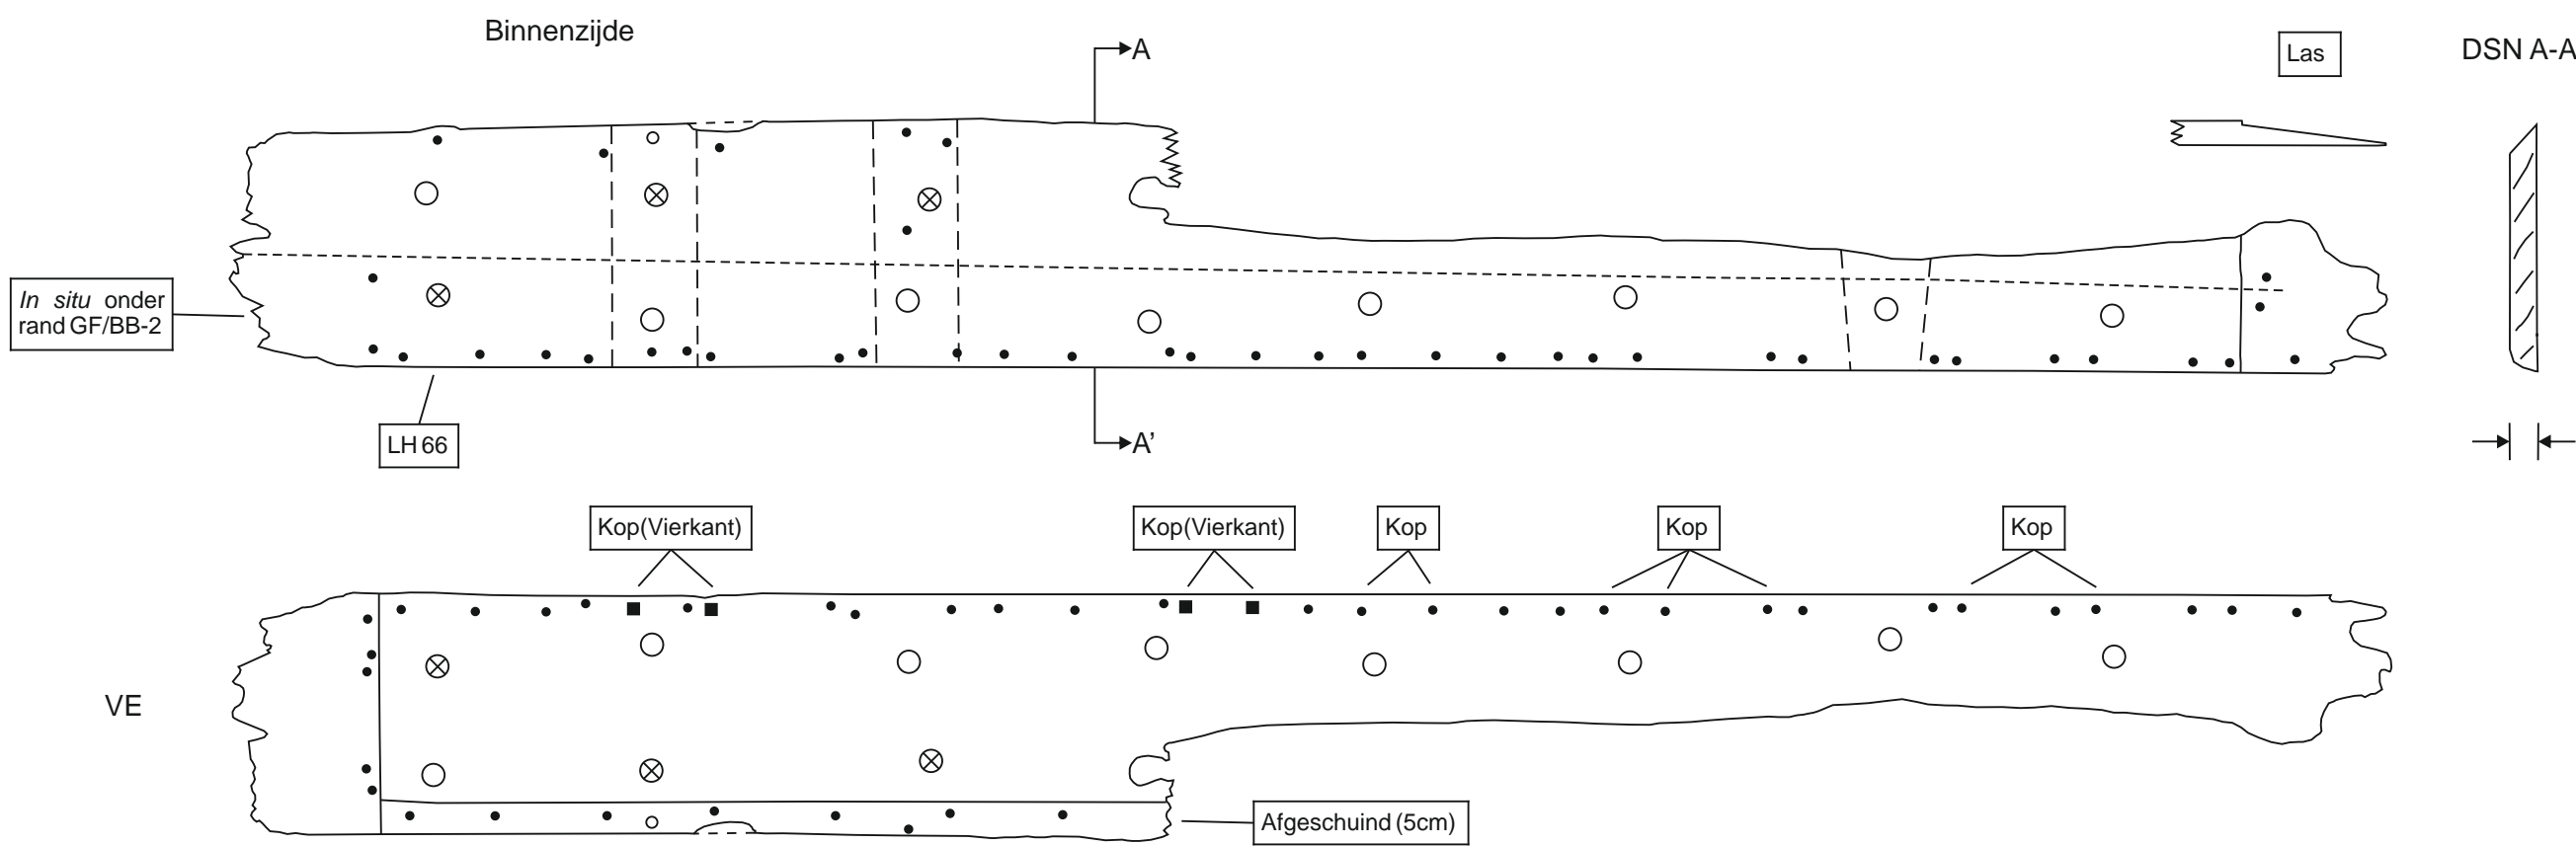 Binnenzijde
A
Las
DSN A-A
In situ onder
rand GF/BB-2
LH 66
A’
Kop(Vierkant)
Kop(Vierkant)
Kop
Kop
Kop
VE
Afgeschuind (5cm)